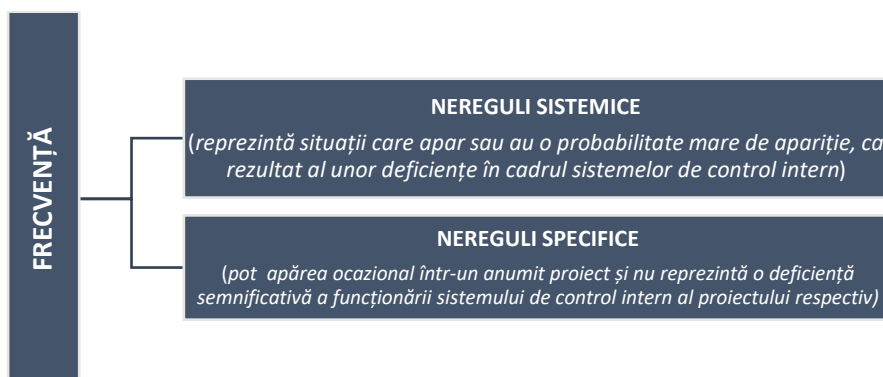 FRECVENȚĂ
NEREGULI SISTEMICE
(reprezintă situații care apar sau au o probabilitate mare de apariție, ca
rezultat al unor deficiențe în cadrul sistemelor de control intern)
NEREGULI SPECIFICE
(pot apărea ocazional într-un anumit proiect și nu reprezintă o deficiență
semnificativă a funcționării sistemului de control intern al proiectului respectiv)